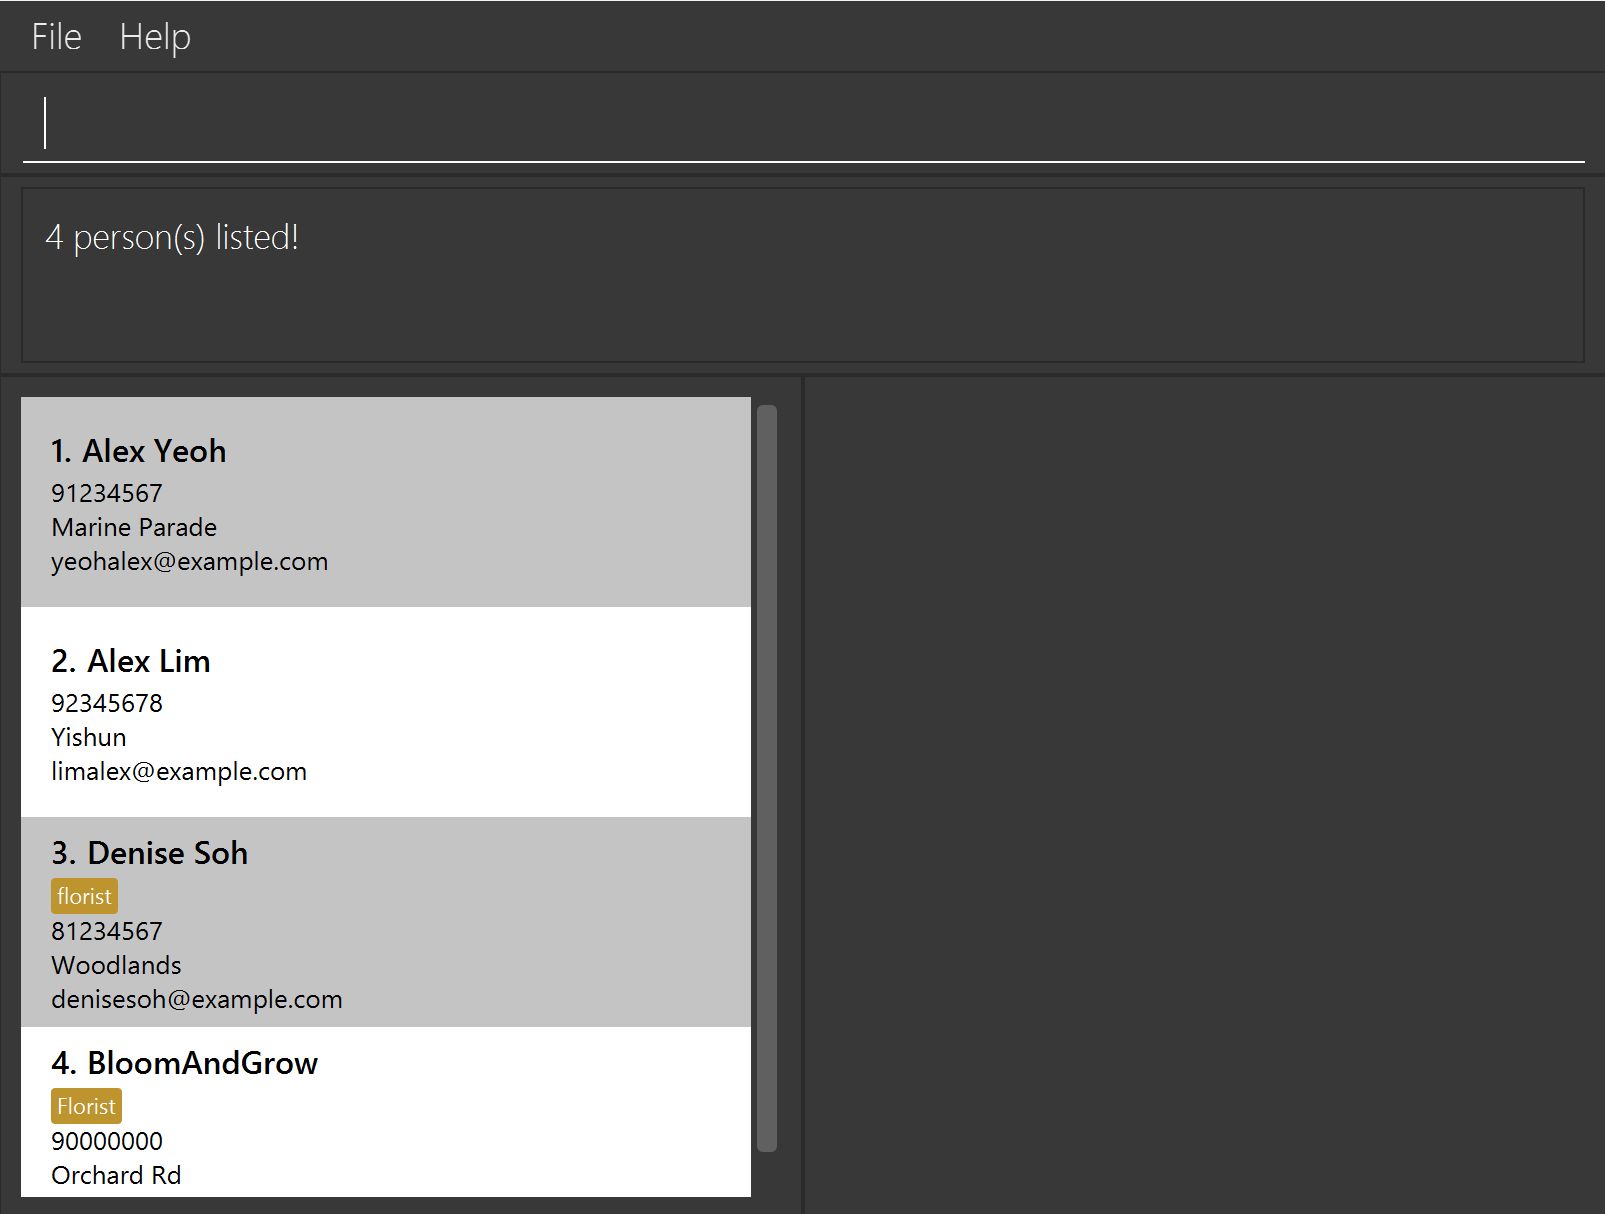 File Help
4 person(s) listed!
1. Alex Yeoh
91234567
Marine Parade
yeohalex@example.com
2. Alex Lim
92345678
Yishun
limalex@example.com
3. Denise Soh
florist
81234567
Woodlands
denisesoh@example.com
4. BloomAndGrow
Florist
90000000
Orchard Rd